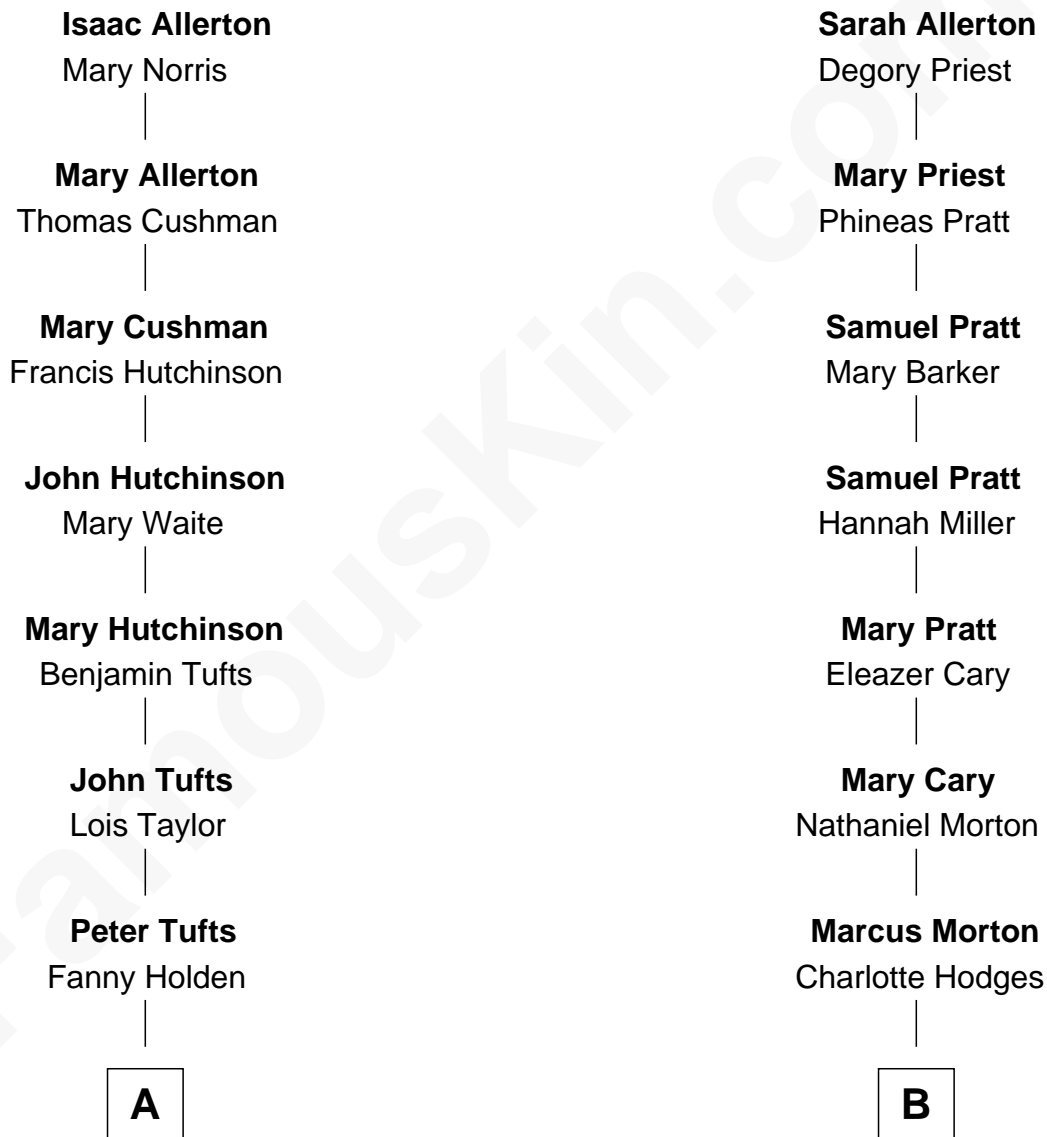 Isaac Allerton
Mary Norris
Mary Allerton
Thomas Cushman
Mary Cushman
Francis Hutchinson
John Hutchinson
Mary Waite
Mary Hutchinson
Benjamin Tufts
John Tufts
Lois Taylor
Peter Tufts
Fanny Holden
A
Sarah Allerton
Degory Priest
Mary Priest
Phineas Pratt
Samuel Pratt
Mary Barker
Samuel Pratt
Hannah Miller
Mary Pratt
Eleazer Cary
Mary Cary
Nathaniel Morton
Marcus Morton
Charlotte Hodges
B
FamousKin.com